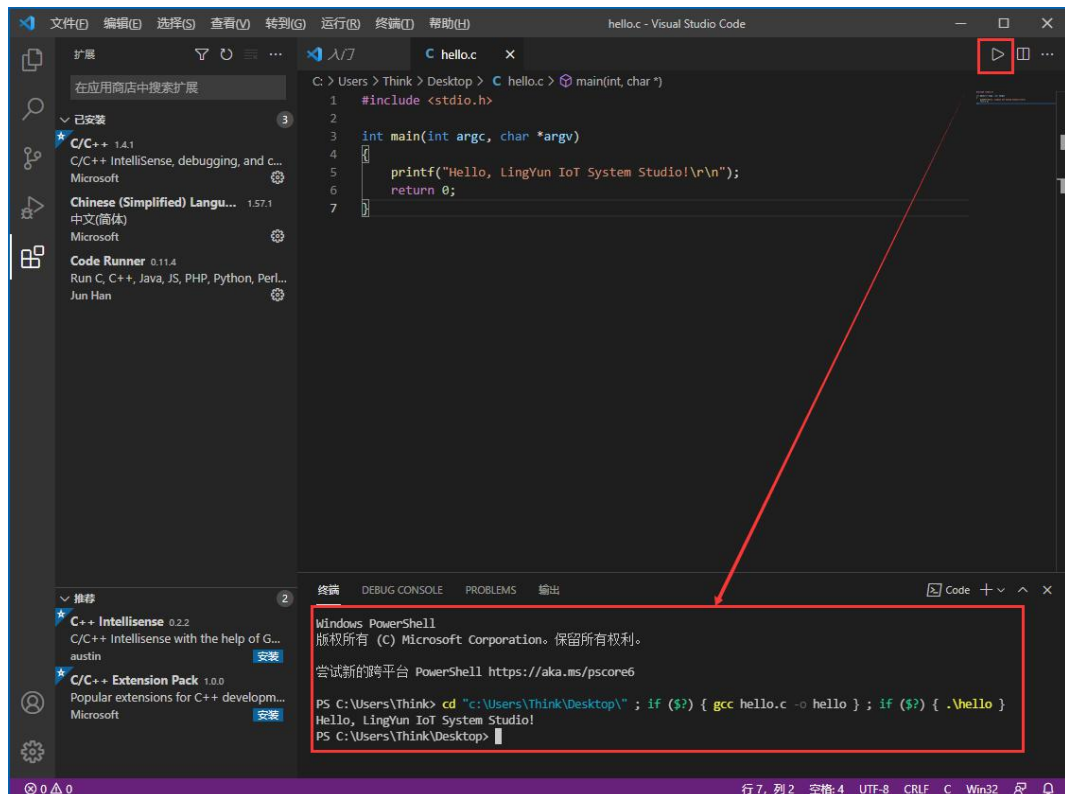 文件(F) 编辑(E) 选择(S) 查看(V) 转到(G) 运行(R) 终端(T) 帮助(H) hello.c - Visual Studio Code
扩展
在应用商店中搜索扩展
已安装 3
C/C++ 1.4.1
C/C++ IntelliSense, debugging, and c...
Microsoft
Chinese (Simplified) Langu... 1.57.1
中文(简体)
Microsoft
Code Runner 0.11.4
Run C, C++, Java, JS, PHP, Python, Perl...
Jun Han
推荐 2
C++ Intellisense 0.2.2
C/C++ Intellisense with the help of G...
austin 安装
C/C++ Extension Pack 1.0.0
Popular extensions for C++ developm...
Microsoft 安装
入门 C hello.c
C: > Users > Think > Desktop > C hello.c > main(int, char *)
1 #include <stdio.h>
2
3 int main(int argc, char *argv)
4 {
5 printf("Hello, LingYun IoT System Studio!\r\n");
6 return 0;
7 }
终端 DEBUG CONSOLE PROBLEMS 输出 Code
Windows PowerShell
版权所有 (C) Microsoft Corporation。保留所有权利。
尝试新的跨平台 PowerShell https://aka.ms/pscore6
PS C:\Users\Think> cd "c:\Users\Think\Desktop\" ; if ($?) { gcc hello.c -o hello } ; if ($?) { .\hello }
Hello, LingYun IoT System Studio!
PS C:\Users\Think\Desktop>
0 0 行 7, 列 2 空格: 4 UTF-8 CRLF C Win32